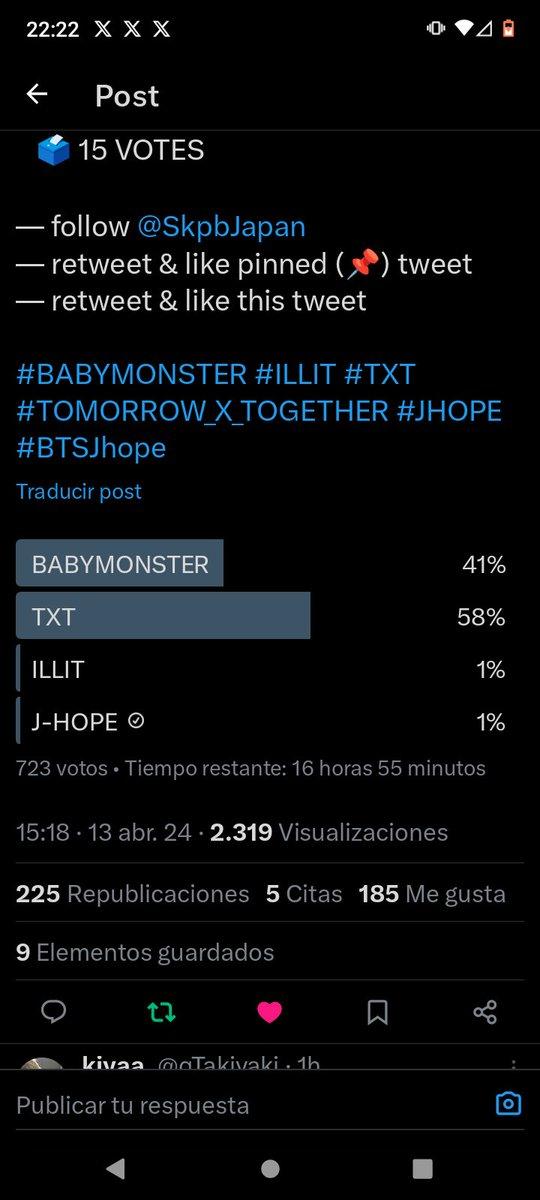 22:22
Post
15 VOTES
— follow @SkpbJapan
— retweet & like pinned (📌) tweet
— retweet & like this tweet
#BABYMONSTER #ILLIT #TXT
#TOMORROW_X_TOGETHER #JHOPE
#BTSJhope
Traducir post
BABYMONSTER 41%
TXT 58%
ILLIT 1%
J-HOPE 1%
723 votos • Tiempo restante: 16 horas 55 minutos
15:18 · 13 abr. 24 · 2.319 Visualizaciones
225 Republicaciones 5 Citas 185 Me gusta
9 Elementos guardados
kiyaa @gTakiyaki · 1h
Publicar tu respuesta